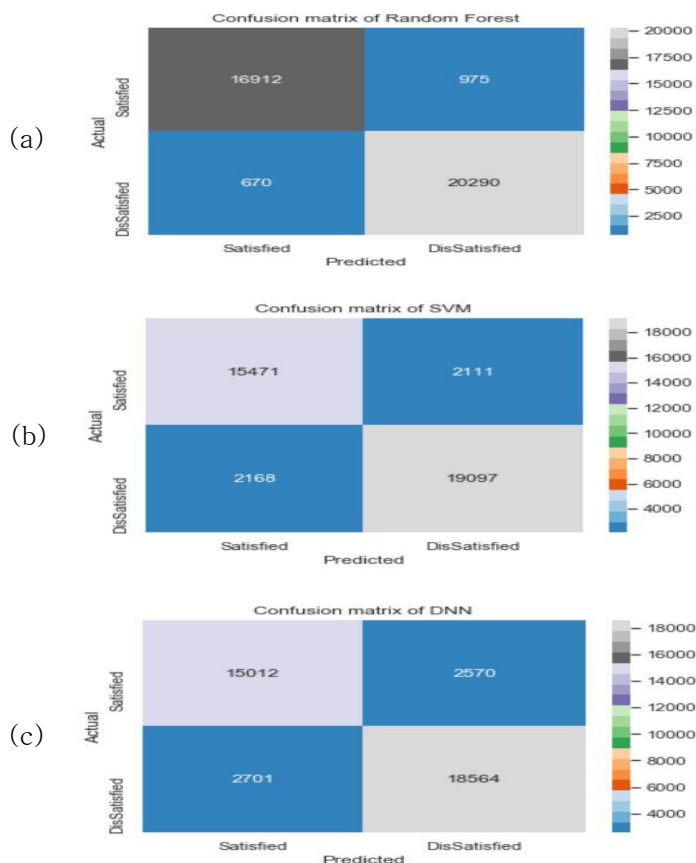 Confusion matrix of Random Forest
(a)
Actual
Satisfied
DisSatisfied
16912
975
670
20290
Satisfied
DisSatisfied
Predicted
20000
17500
15000
12500
10000
7500
5000
2500
Confusion matrix of SVM
(b)
Actual
Satisfied
DisSatisfied
15471
2111
2168
19097
Satisfied
DisSatisfied
Predicted
18000
16000
14000
12000
10000
8000
6000
4000
Confusion matrix of DNN
(c)
Actual
Satisfied
DisSatisfied
15012
2570
2701
18564
Satisfied
DisSatisfied
Predicted
18000
16000
14000
12000
10000
8000
6000
4000